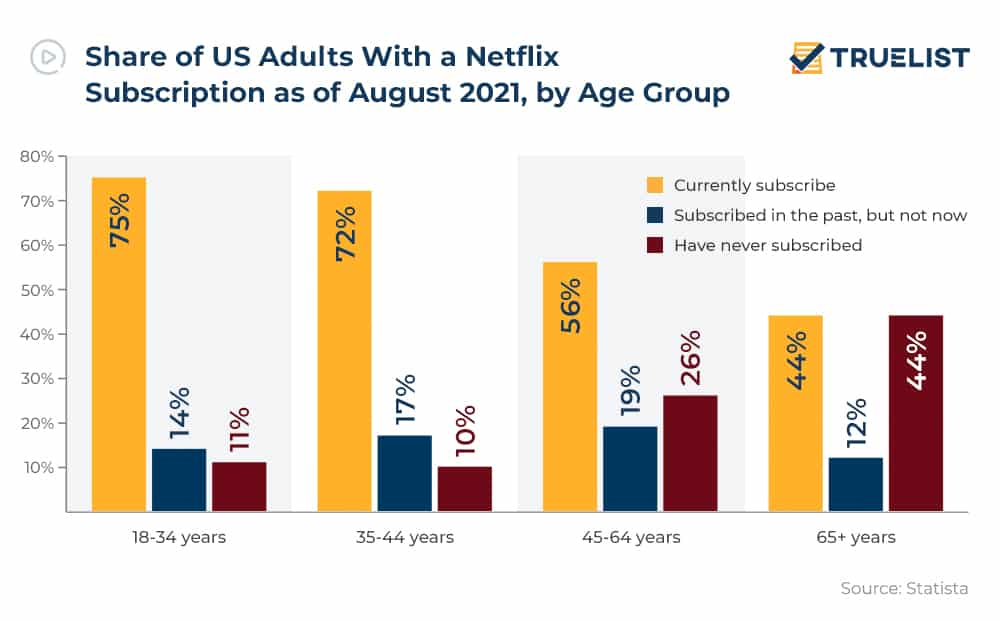 Share of US Adults With a Netflix
Subscription as of August 2021, by Age Group
TRUELIST
80%
70%
60%
50%
40%
30%
20%
10%
Currently subscribe
Subscribed in the past, but not now
Have never subscribed
75%
14%
11%
72%
17%
10%
56%
19%
26%
44%
12%
44%
18-34 years
35-44 years
45-64 years
65+ years
Source: Statista